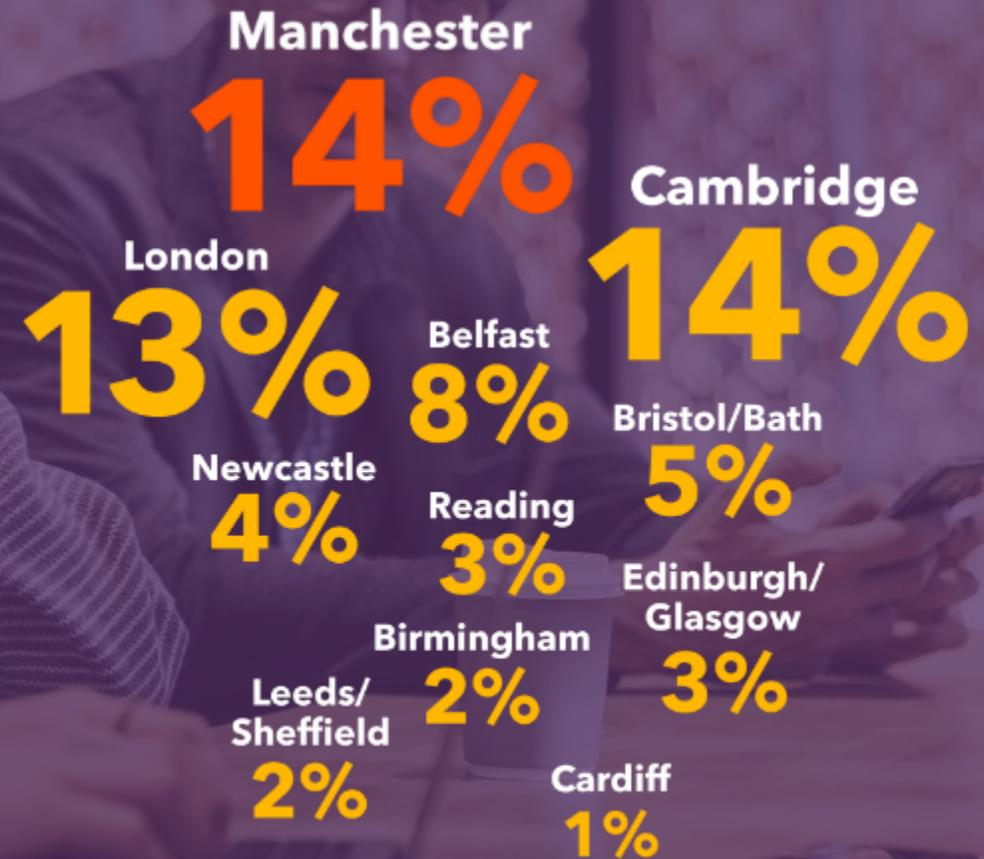 Manchester
14%
Cambridge
14%
London
13%
Belfast
8%
Bristol/Bath
5%
Newcastle
4%
Reading
3%
Edinburgh/
Glasgow
3%
Birmingham
2%
Leeds/
Sheffield
2%
Cardiff
1%